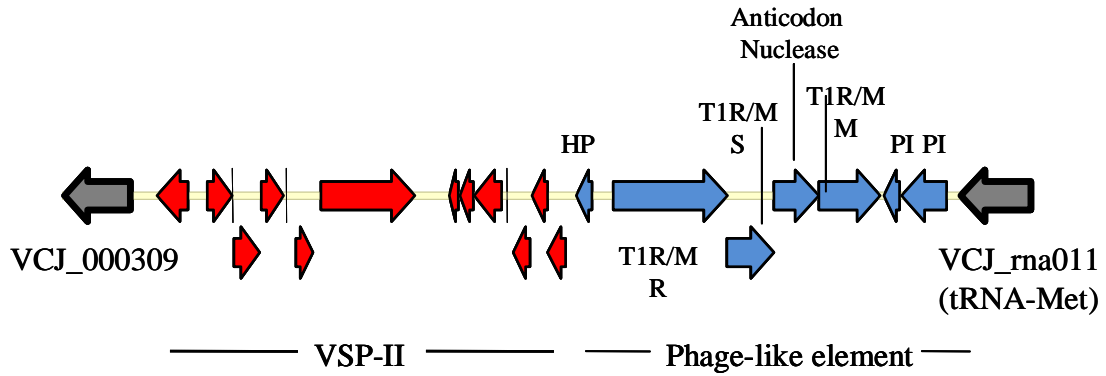 Anticodon
Nuclease
T1R/M
S
T1R/M
M
HP
PI PI
VCJ_000309
T1R/M
R
VCJ_rna011
(tRNA-Met)
VSP-II
Phage-like element